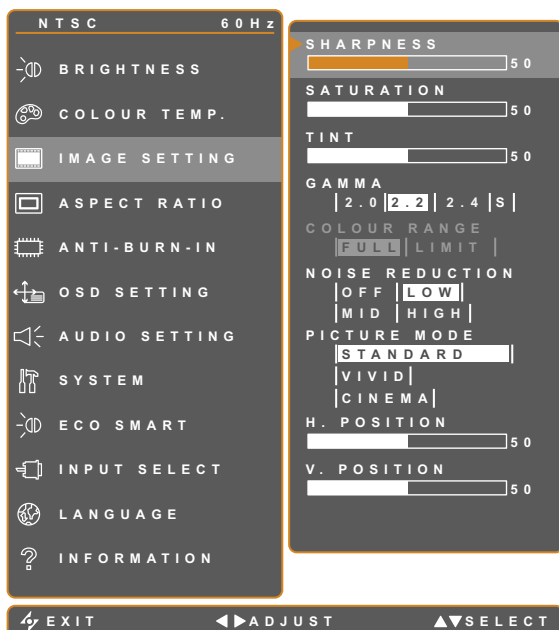 NTSC 60Hz
BRIGHTNESS
COLOUR TEMP.
IMAGE SETTING
ASPECT RATIO
ANTI-BURN-IN
OSD SETTING
AUDIO SETTING
SYSTEM
ECO SMART
INPUT SELECT
LANGUAGE
INFORMATION
SHARPNESS
50
SATURATION
50
TINT
50
GAMMA
2.0 2.2 2.4 S
COLOUR RANGE
FULL LIMIT
NOISE REDUCTION
OFF LOW
MID HIGH
PICTURE MODE
STANDARD
VIVID
CINEMA
H. POSITION
50
V. POSITION
50
EXIT ADJUST SELECT